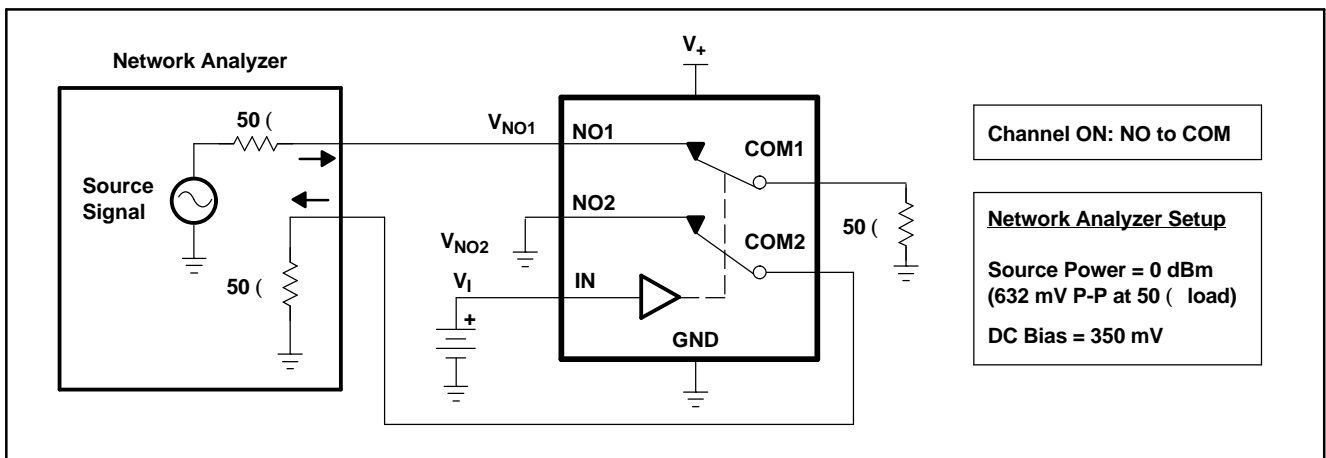 V+
Network Analyzer
50 (
VNO1
NO1
COM1
Channel ON: NO to COM
Source
Signal
NO2
50 (
COM2
VNO2
50 (
VI
IN
+
GND
Network Analyzer Setup
Source Power = 0 dBm
(632 mV P-P at 50 ( load)
DC Bias = 350 mV